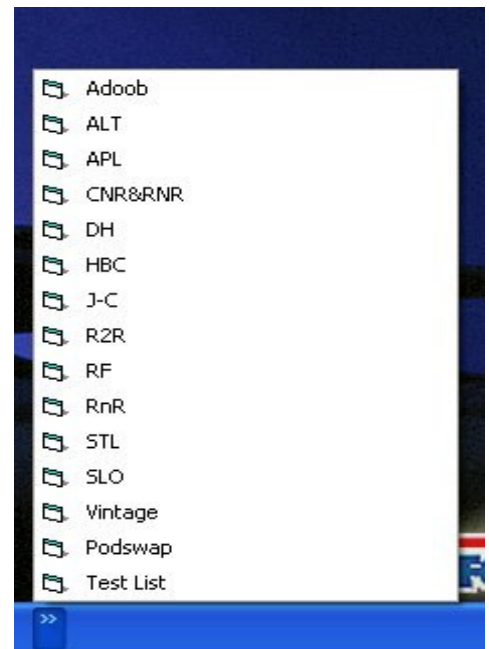 Adoob
ALT
APL
CNR&RNR
DH
HBC
J-C
R2R
RF
RnR
STL
SLO
Vintage
Podswap
Test List
»